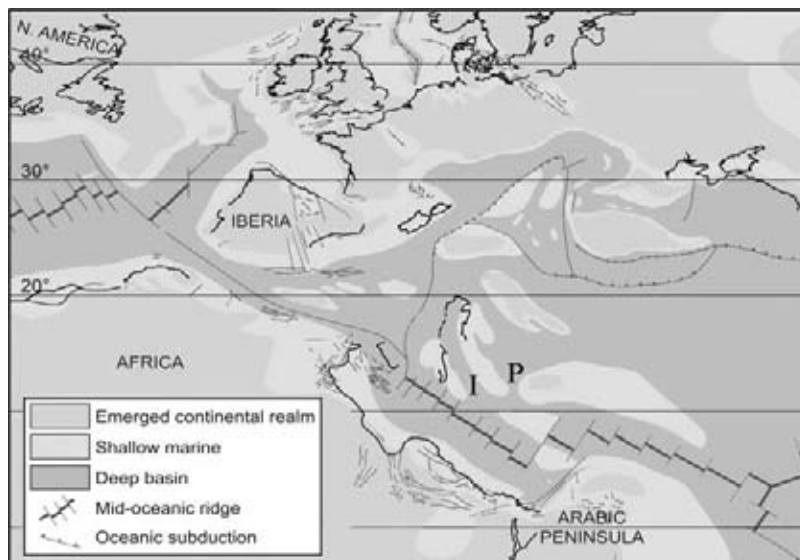 N. AMERICA
40°
30°
IBERIA
20°
AFRICA
I P
Emerged continental realm
Shallow marine
Deep basin
Mid-oceanic ridge
Oceanic subduction
ARABIC
PENINSULA